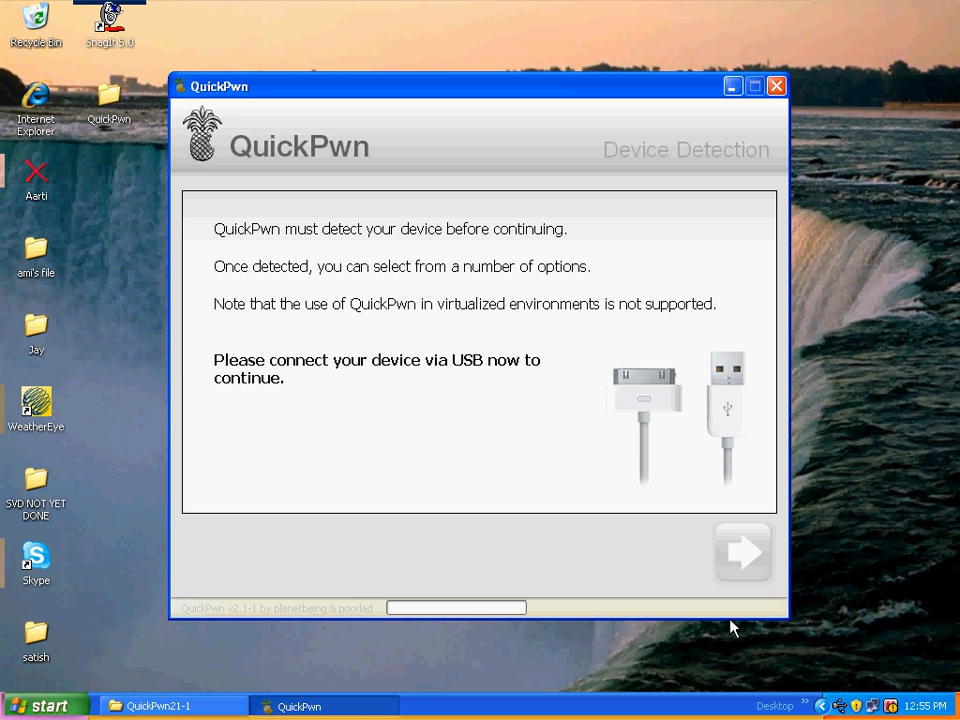 Recycle Bin
SnagIt 5.0
Internet
Explorer
QuickPwn
Aarti
ami's file
Jay
WeatherEye
SVD NOT YET
DONE
Skype
satish
QuickPwn
QuickPwn
Device Detection
QuickPwn must detect your device before continuing.
Once detected, you can select from a number of options.
Note that the use of QuickPwn in virtualized environments is not supported.
Please connect your device via USB now to
continue.
QuickPwn v2.1-1 by planetbeing & poorlad
start
QuickPwn21-1
QuickPwn
Desktop
12:55 PM